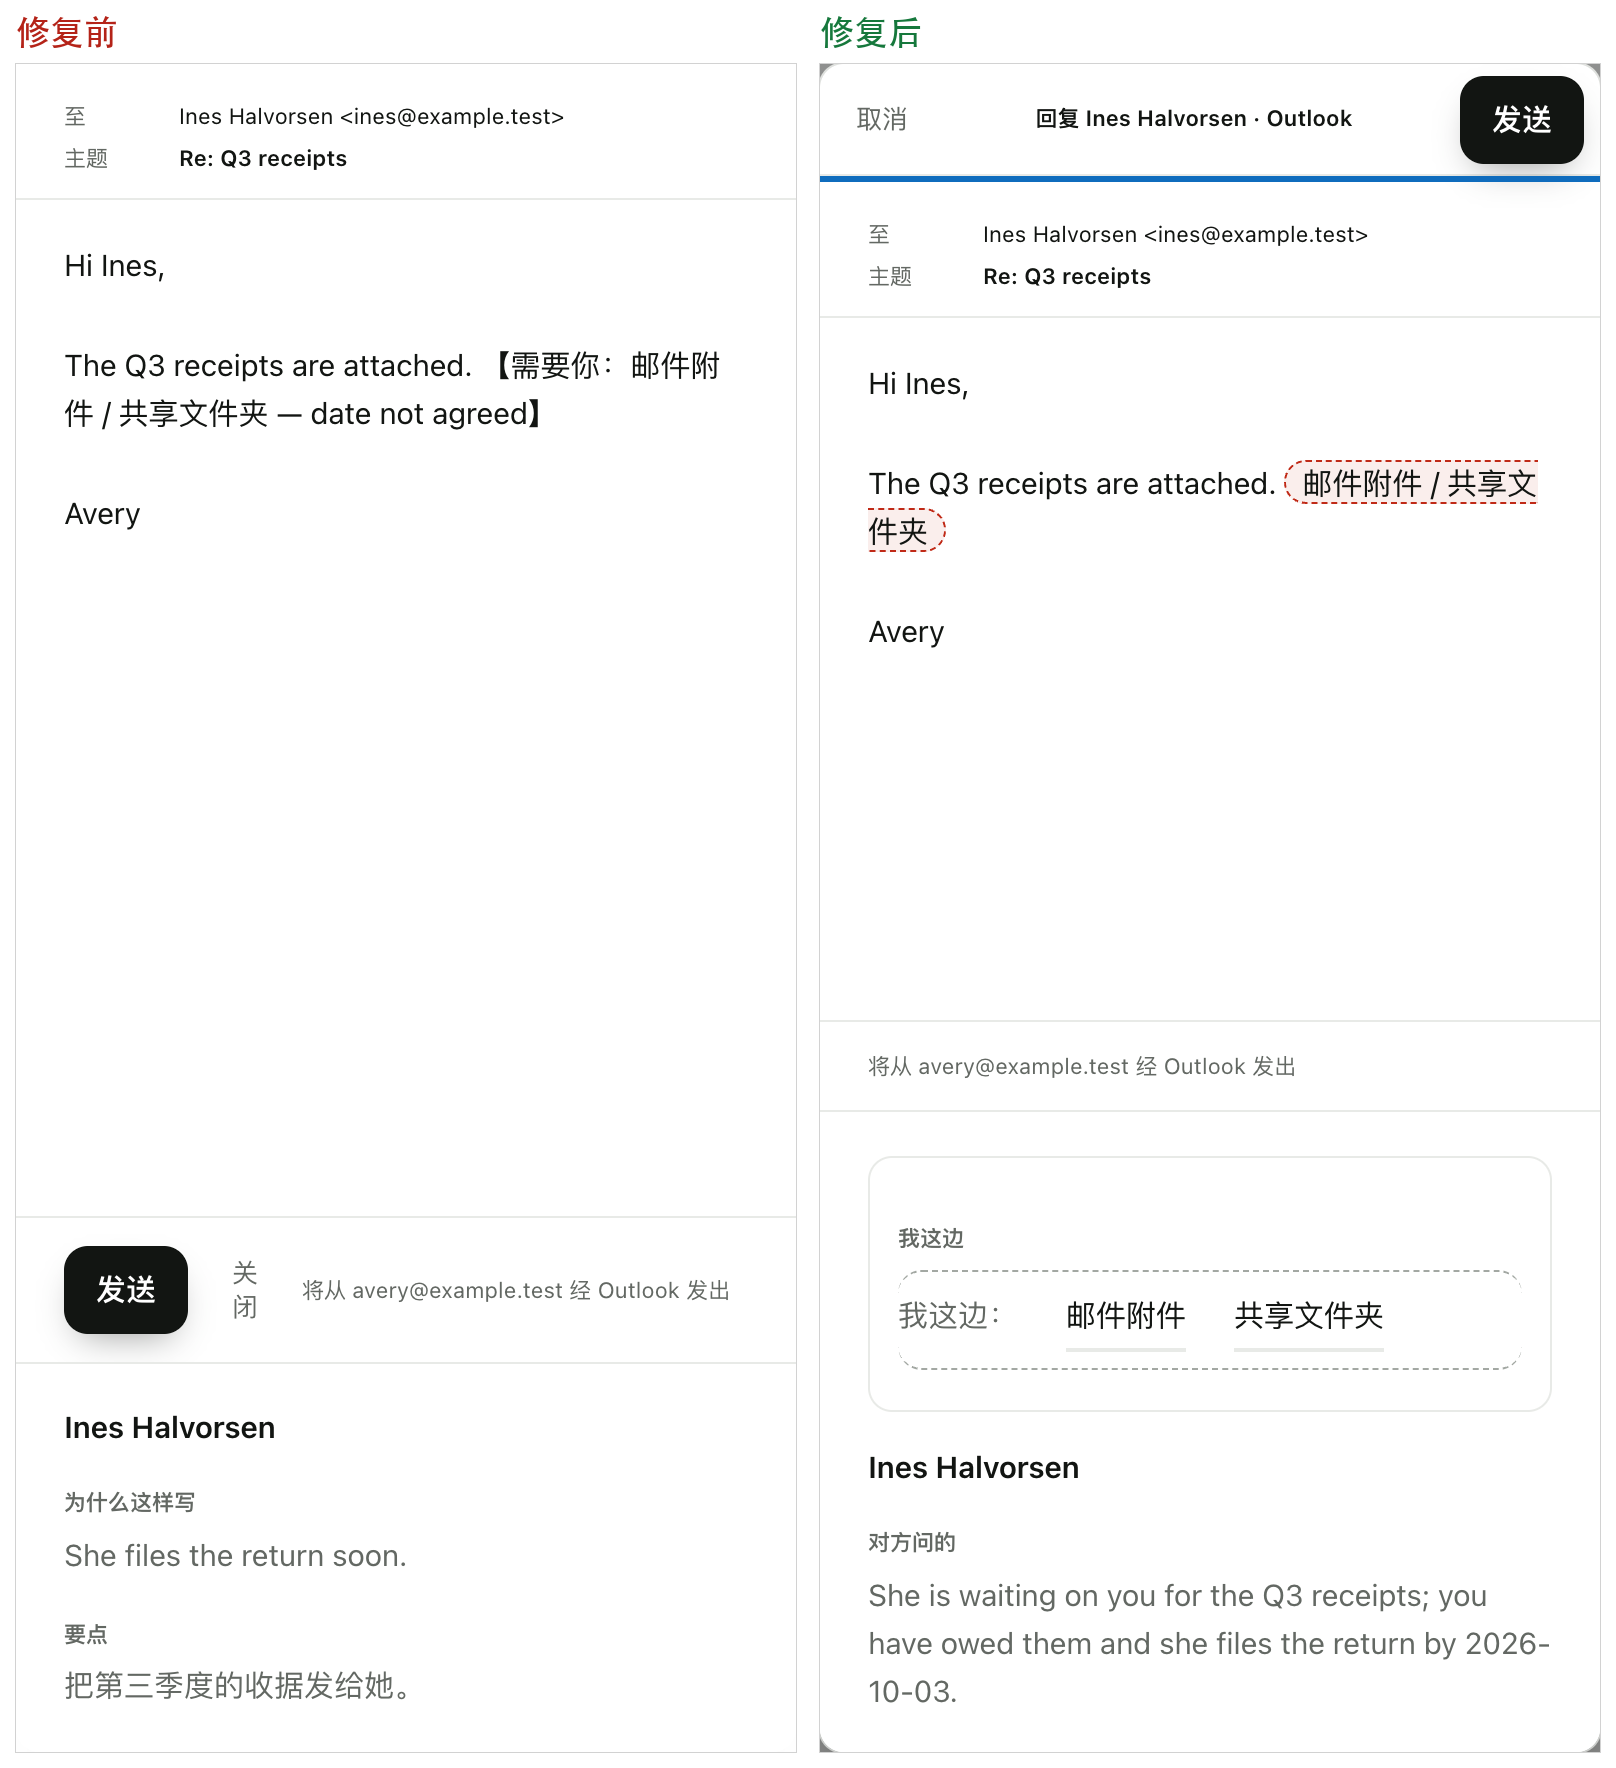 修复前
至 Ines Halvorsen <ines@example.test>
主题 Re: Q3 receipts
Hi Ines,
The Q3 receipts are attached. 【需要你：邮件附
件 / 共享文件夹 — date not agreed】
Avery
发送 关闭 将从 avery@example.test 经 Outlook 发出
Ines Halvorsen
为什么这样写
She files the return soon.
要点
把第三季度的收据发给她。
修复后
取消 回复 Ines Halvorsen · Outlook 发送
至 Ines Halvorsen <ines@example.test>
主题 Re: Q3 receipts
Hi Ines,
The Q3 receipts are attached. 邮件附件 / 共享文
件夹
Avery
将从 avery@example.test 经 Outlook 发出
我这边
我这边： 邮件附件 共享文件夹
Ines Halvorsen
对方问的
She is waiting on you for the Q3 receipts; you
have owed them and she files the return by 2026-
10-03.